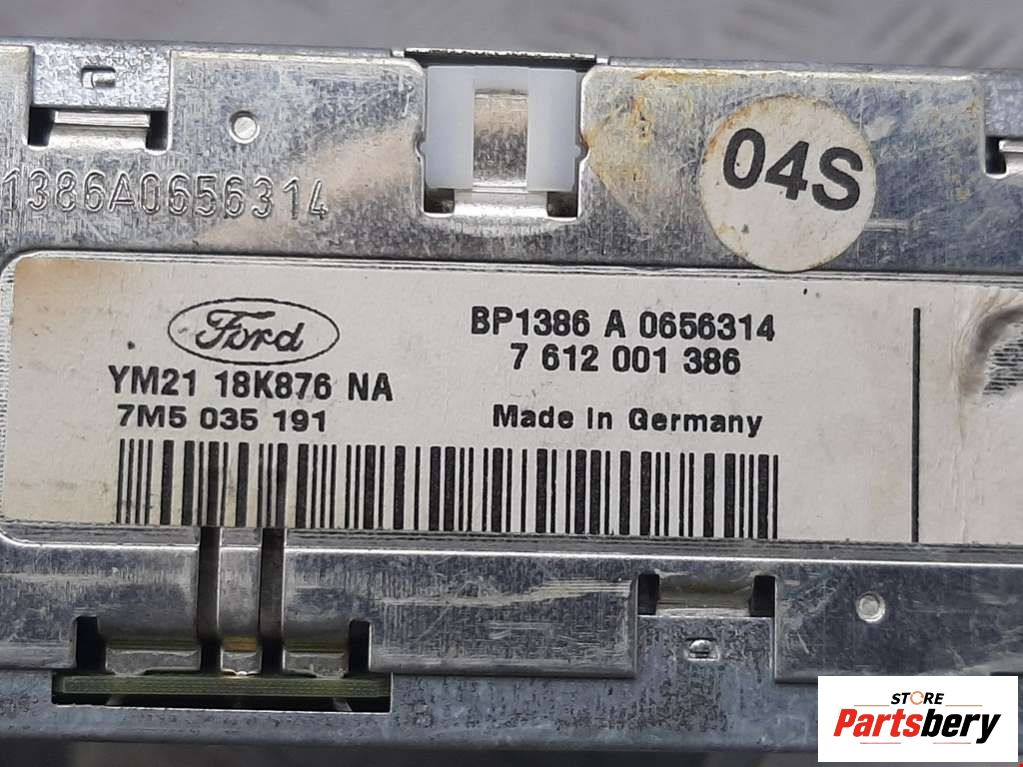 04S
1386A0656314
Ford
BP1386 A 0656314
7 612 001 386
YM21 18K876 NA
7M5 035 191
Made In Germany
STORE
Partsbery